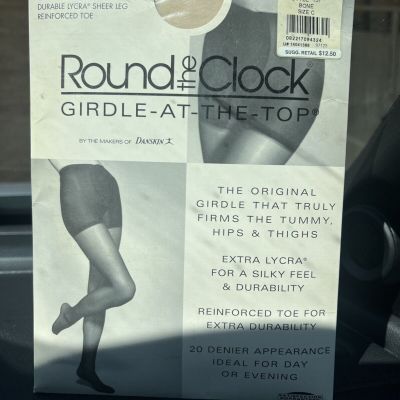 DURABLE LYCRA® SHEER LEG
REINFORCED TOE
BONE
SIZE C
SUGG. RETAIL $12.50
Round the Clock®
GIRDLE-AT-THE-TOP®
BY THE MAKERS OF DANSKIN
THE ORIGINAL
GIRDLE THAT TRULY
FIRMS THE TUMMY,
HIPS & THIGHS
EXTRA LYCRA®
FOR A SILKY FEEL
& DURABILITY
REINFORCED TOE FOR
EXTRA DURABILITY
20 DENIER APPEARANCE
IDEAL FOR DAY
OR EVENING